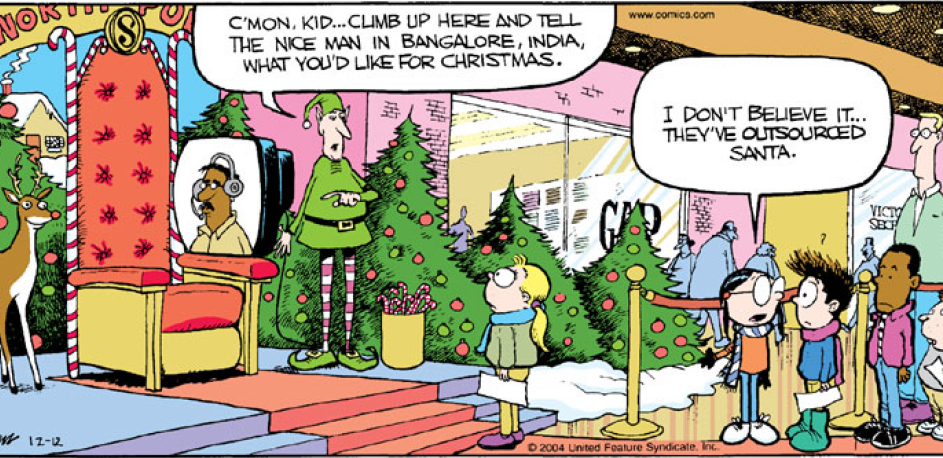 NORTH PO
S
C'MON, KID...CLIMB UP HERE AND TELL
THE NICE MAN IN BANGALORE, INDIA,
WHAT YOU'D LIKE FOR CHRISTMAS.
www.comics.com
I DON'T BELIEVE IT...
THEY'VE OUTSOURCED
SANTA.
GAP
VICTO
SEC
12-12
© 2004 United Feature Syndicate, Inc.